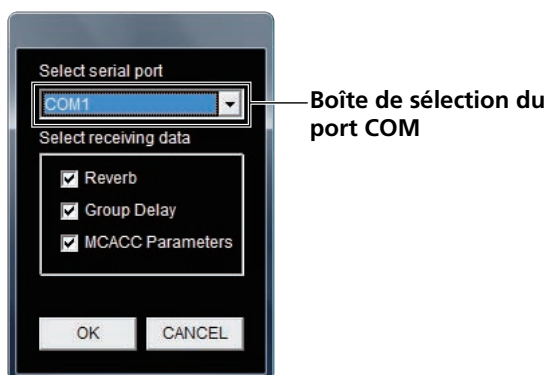 Select serial port
COM1
Boîte de sélection du
port COM
Select receiving data
Reverb
Group Delay
MCACC Parameters
OK
CANCEL